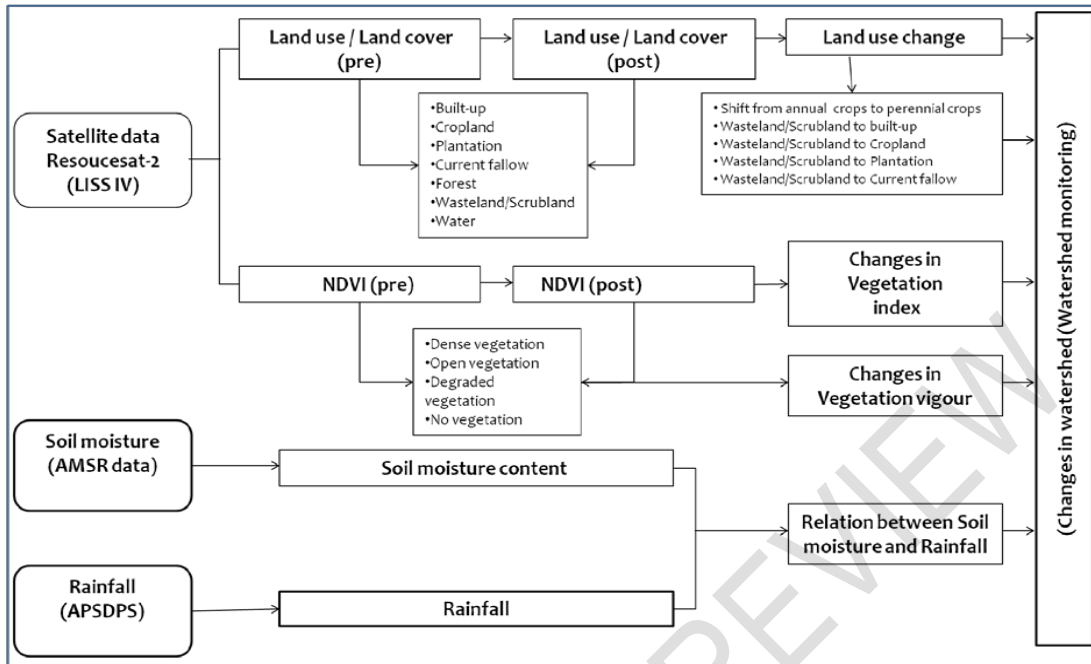 Land use / Land cover
(pre)
Land use / Land cover
(post)
Land use change
Satellite data
Resoucesat-2
(LISS IV)
•Built-up
•Cropland
•Plantation
•Current fallow
•Forest
•Wasteland/Scrubland
•Water
•Shift from annual crops to perennial crops
•Wasteland/Scrubland to built-up
•Wasteland/Scrubland to Cropland
•Wasteland/Scrubland to Plantation
•Wasteland/Scrubland to Current fallow
NDVI (pre)
NDVI (post)
Changes in
Vegetation
index
•Dense vegetation
•Open vegetation
•Degraded
vegetation
•No vegetation
Changes in
Vegetation vigour
Soil moisture
(AMSR data)
Soil moisture content
Relation between Soil
moisture and Rainfall
Rainfall
(APSDPS)
Rainfall
(Changes in watershed (Watershed monitoring)
REVIEW